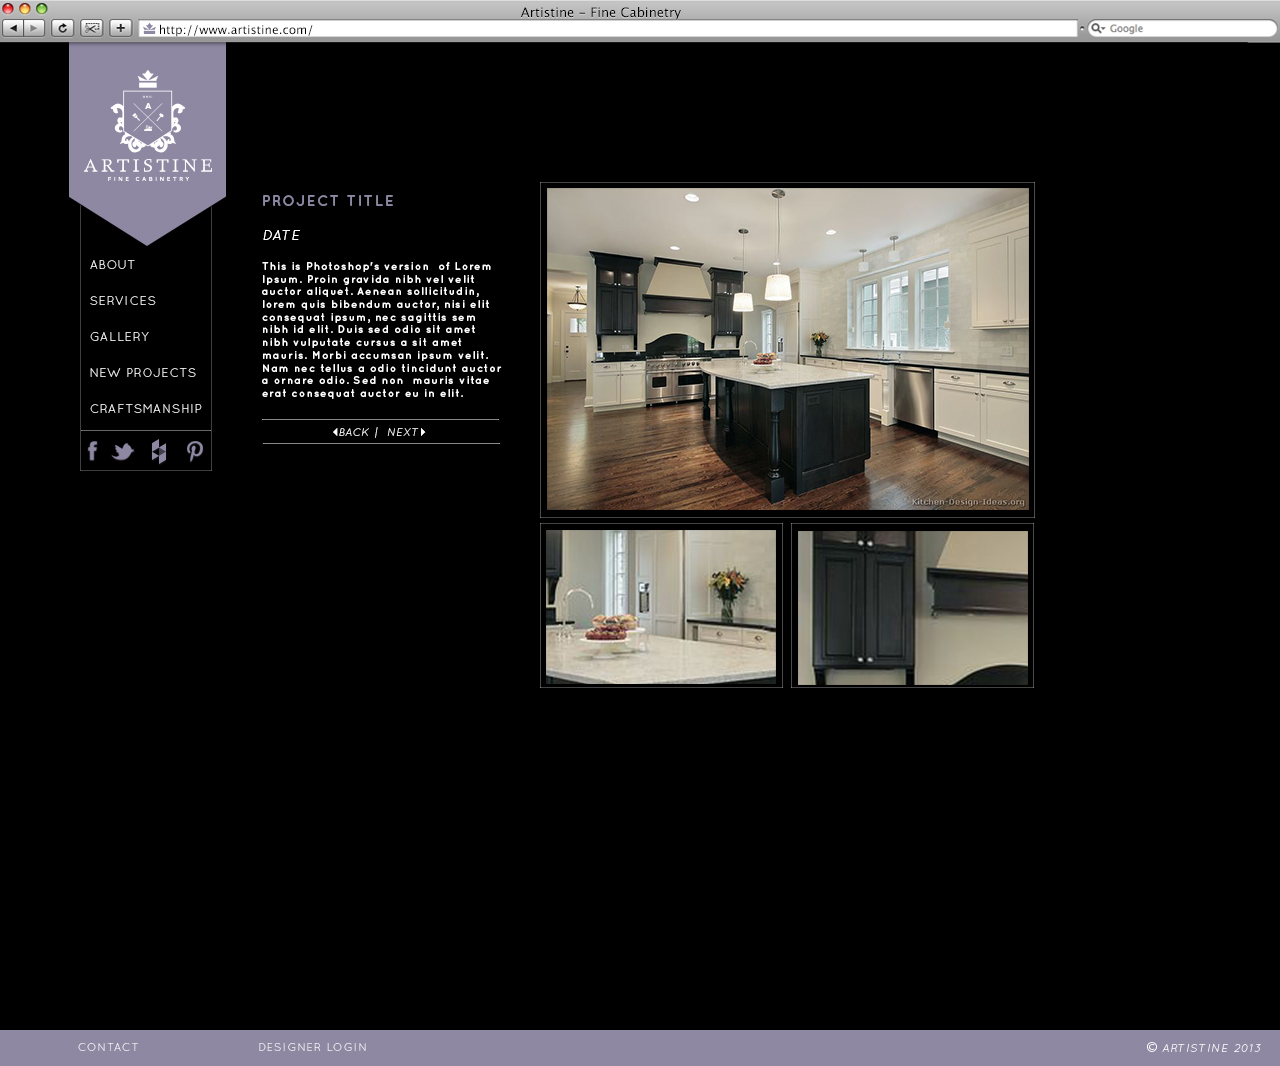 Artistine – Fine Cabinetry
http://www.artistine.com/
Google
A
ARTISTINE
FINE CABINETRY
ABOUT
SERVICES
GALLERY
NEW PROJECTS
CRAFTSMANSHIP
PROJECT TITLE
DATE
This is Photoshop's version of Lorem
Ipsum. Proin gravida nibh vel velit
auctor aliquet. Aenean sollicitudin,
lorem quis bibendum auctor, nisi elit
consequat ipsum, nec sagittis sem
nibh id elit. Duis sed odio sit amet
nibh vulputate cursus a sit amet
mauris. Morbi accumsan ipsum velit.
Nam nec tellus a odio tincidunt auctor
a ornare odio. Sed non mauris vitae
erat consequat auctor eu in elit.
BACK | NEXT
Kitchen-Design-Ideas.org
CONTACT
DESIGNER LOGIN
© ARTISTINE 2013